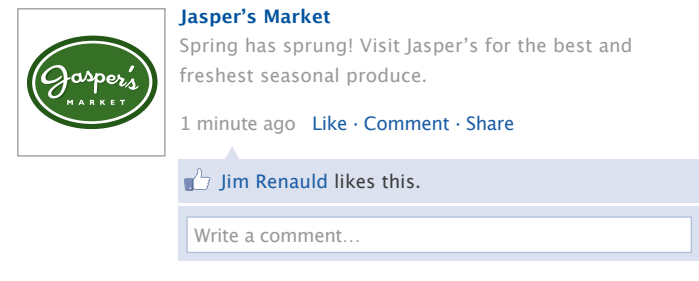 Jasper's
MARKET
Jasper’s Market
Spring has sprung! Visit Jasper’s for the best and
freshest seasonal produce.
1 minute ago Like · Comment · Share
Jim Renauld likes this.
Write a comment…